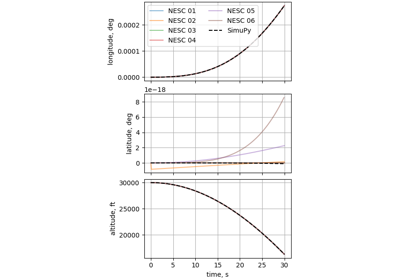 longitude, deg
0.0002
0.0001
0.0000
NESC 01
NESC 02
NESC 03
NESC 04
NESC 05
NESC 06
SimuPy
1e−18
latitude, deg
8
6
4
2
0
altitude, ft
30000
25000
20000
0 5 10 15 20 25 30
time, s